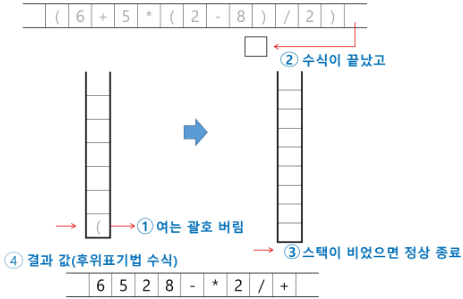 ( 6 + 5 * ( 2 - 8 ) / 2 )
② 수식이 끝났고
( ① 여는 괄호 버림
③ 스택이 비었으면 정상 종료
④ 결과 값(후위표기법 수식)
6 5 2 8 - * 2 / +